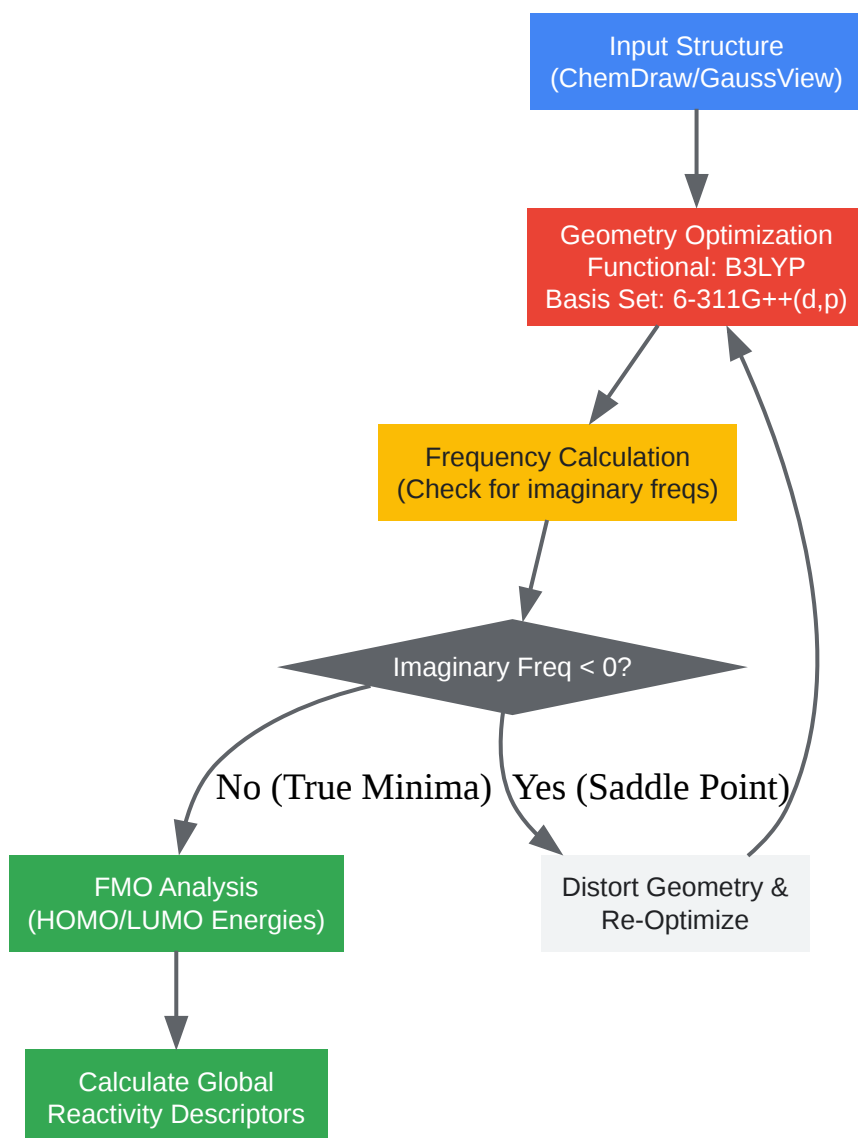 Input Structure
(ChemDraw/GaussView)
Geometry Optimization
Functional: B3LYP
Basis Set: 6-311G++(d,p)
Frequency Calculation
(Check for imaginary freqs)
Imaginary Freq < 0?
No (True Minima)
Yes (Saddle Point)
FMO Analysis
(HOMO/LUMO Energies)
Distort Geometry &
Re-Optimize
Calculate Global
Reactivity Descriptors